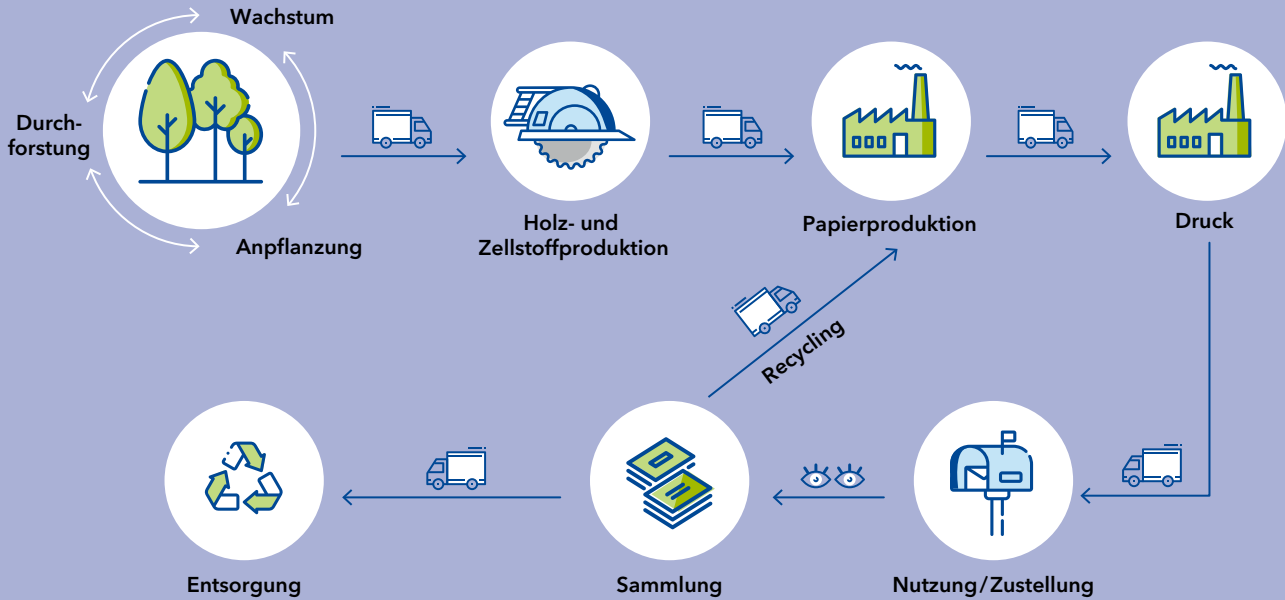 Wachstum
Durch-
forstung
Anpflanzung
Holz- und
Zellstoffproduktion
Papierproduktion
Druck
Recycling
Entsorgung
Sammlung
Nutzung/Zustellung